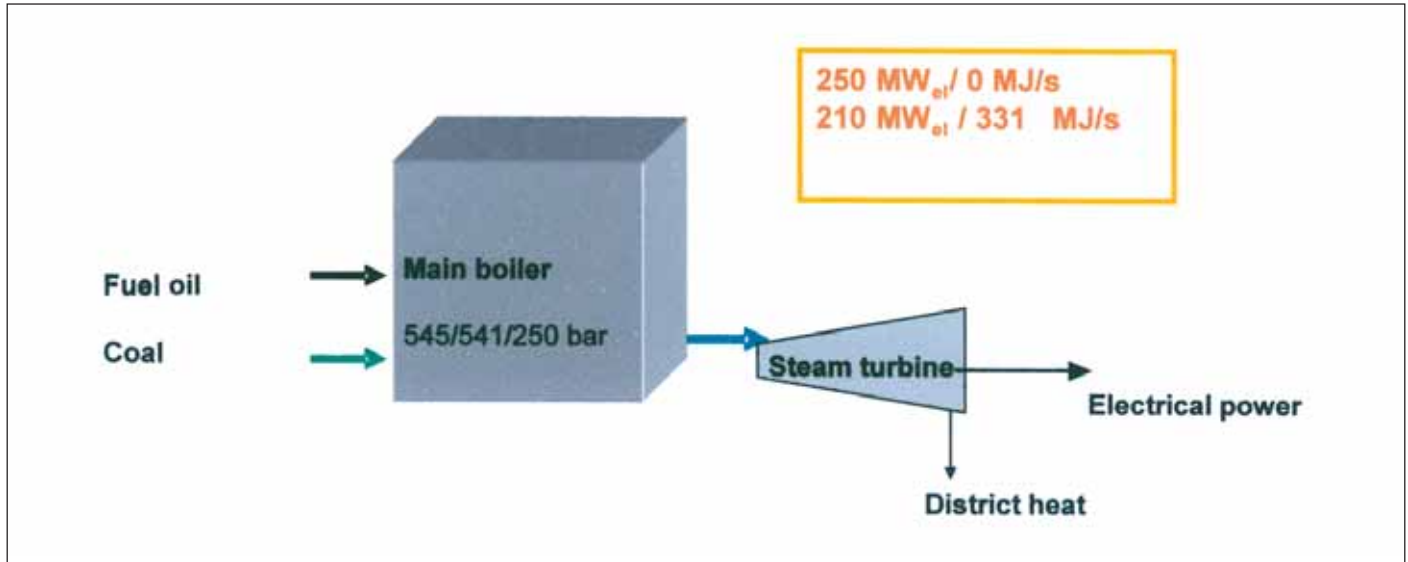 250 MWel/ 0 MJ/s
210 MWel / 331 MJ/s
Fuel oil
Main boiler
Coal
545/541/250 bar
Steam turbine
Electrical power
District heat